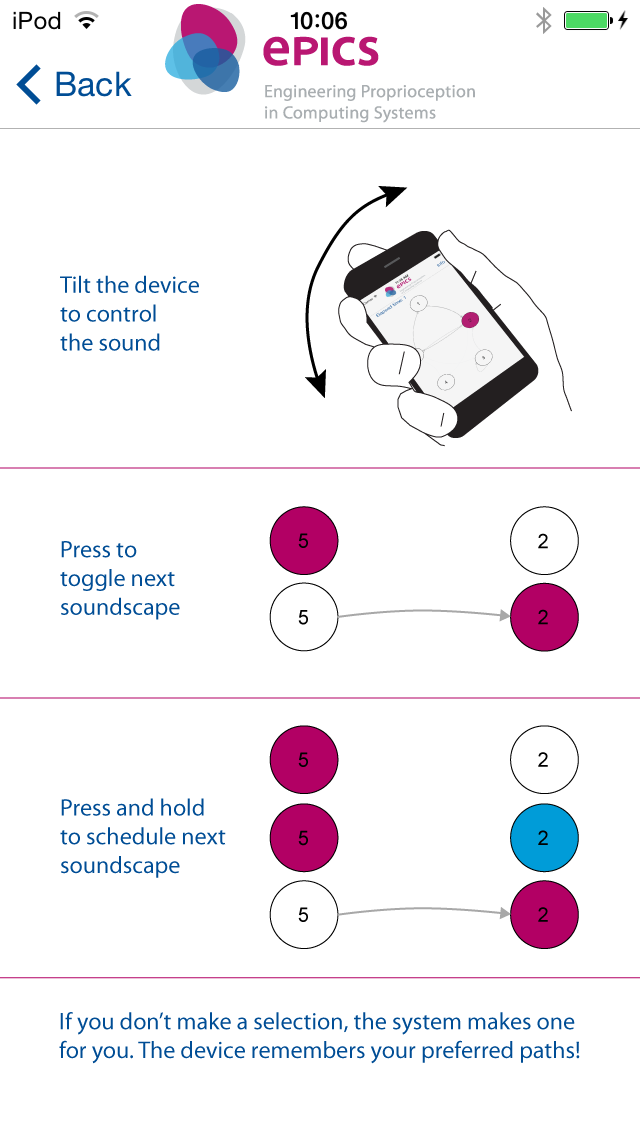 iPod 10:06
Back
ePICS
Engineering Proprioception
in Computing Systems
Tilt the device
to control
the sound
ePICS
Press to
toggle next
soundscape
5 2
5 2
Press and hold
to schedule next
soundscape
5 2
5 2
5 2
If you don’t make a selection, the system makes one
for you. The device remembers your preferred paths!